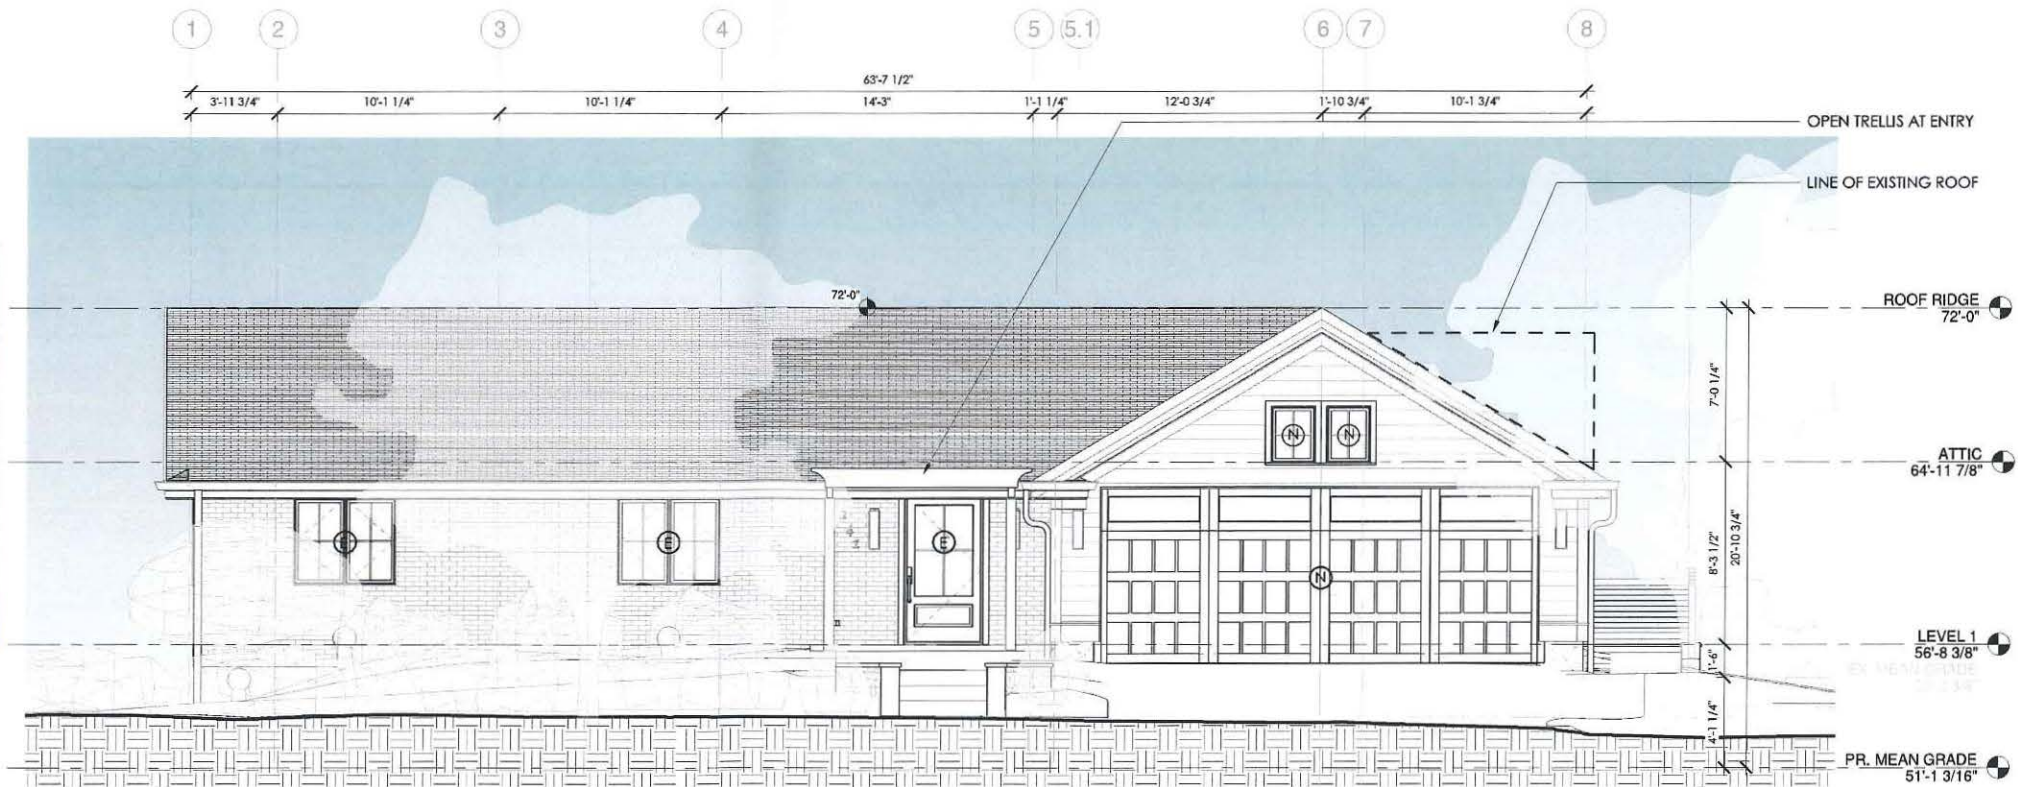 1 2 3 4 5 5.1 6 7 8
63'-7 1/2"
3'-11 3/4" 10'-1 1/4" 10'-1 1/4" 14'-3" 1'-1 1/4" 12'-0 3/4" 1'-10 3/4" 10'-1 3/4"
OPEN TRELLIS AT ENTRY
LINE OF EXISTING ROOF
72'-0"
ROOF RIDGE
72'-0"
7'-0 1/4"
N N
ATTIC
64'-11 7/8"
E E E
8'-3 1/2"
20'-10 3/4"
N
LEVEL 1
56'-8 3/8"
1'-6"
EX. MEAN GRADE
4'-1 1/4"
PR. MEAN GRADE
51'-1 3/16"